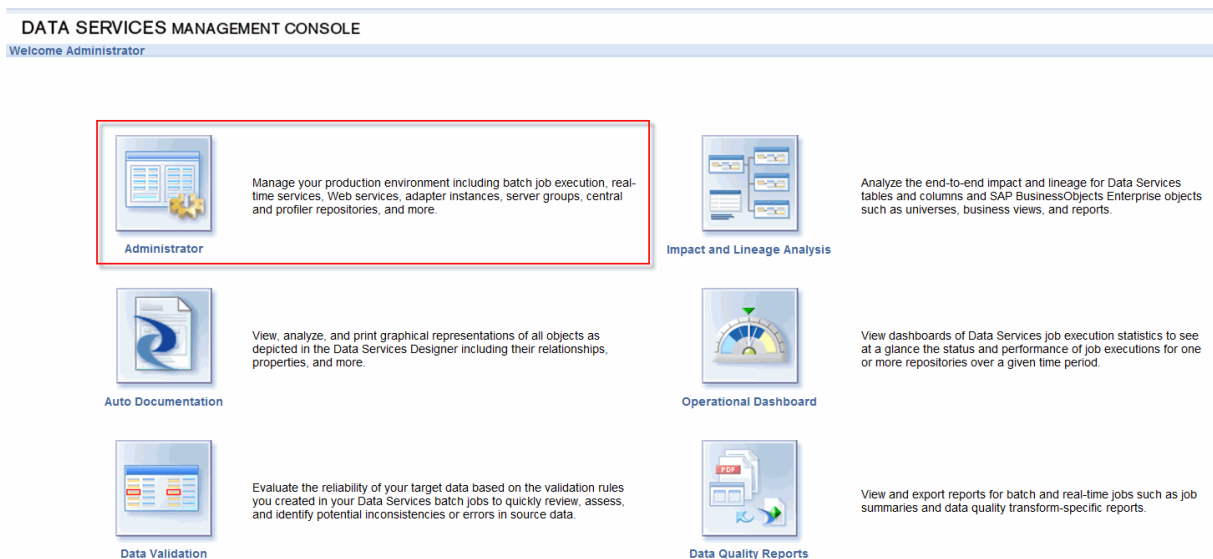 DATA SERVICES MANAGEMENT CONSOLE
Welcome Administrator
Manage your production environment including batch job execution, real-
time services, Web services, adapter instances, server groups, central
and profiler repositories, and more.
Administrator
Analyze the end-to-end impact and lineage for Data Services
tables and columns and SAP BusinessObjects Enterprise objects
such as universes, business views, and reports.
Impact and Lineage Analysis
View, analyze, and print graphical representations of all objects as
depicted in the Data Services Designer including their relationships,
properties, and more.
Auto Documentation
View dashboards of Data Services job execution statistics to see
at a glance the status and performance of job executions for one
or more repositories over a given time period.
Operational Dashboard
Evaluate the reliability of your target data based on the validation rules
you created in your Data Services batch jobs to quickly review, assess,
and identify potential inconsistencies or errors in source data.
Data Validation
PDF
View and export reports for batch and real-time jobs such as job
summaries and data quality transform-specific reports.
Data Quality Reports